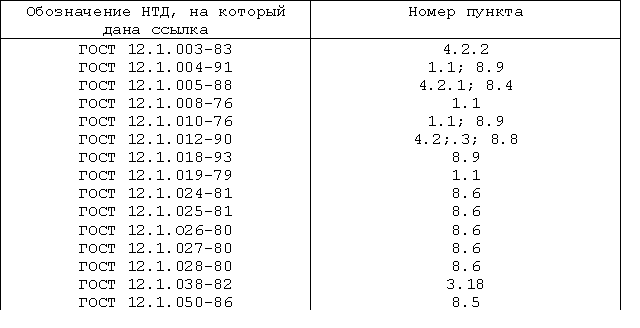 Обозначение НТД, на который Номер пункта
дана ссылка
ГОСТ 12.1.003-83 4.2.2
ГОСТ 12.1.004-91 1.1; 8.9
ГОСТ 12.1.005-88 4.2.1; 8.4
ГОСТ 12.1.008-76 1.1
ГОСТ 12.1.010-76 1.1; 8.9
ГОСТ 12.1.012-90 4.2;.3; 8.8
ГОСТ 12.1.018-93 8.9
ГОСТ 12.1.019-79 1.1
ГОСТ 12.1.024-81 8.6
ГОСТ 12.1.025-81 8.6
ГОСТ 12.1.O26-80 8.6
ГОСТ 12.1.027-80 8.6
ГОСТ 12.1.028-80 8.6
ГОСТ 12.1.038-82 3.18
ГОСТ 12.1.050-86 8.5